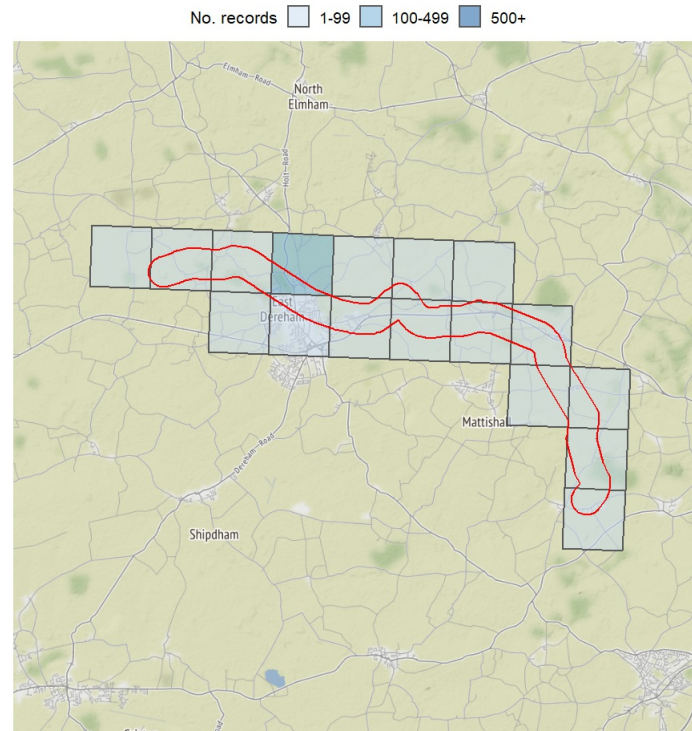 No. records 1-99 100-499 500+
Elmham-Road
North
Elmham
Holt-Road
East
Dereham
Mattishall
Dereham-Road
Shipdham